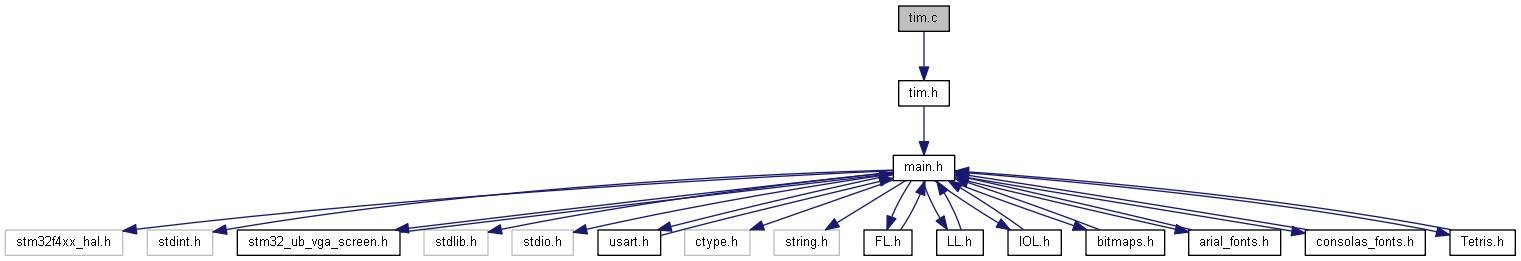 tim.c
tim.h
main.h
stm32f4xx_hal.h
stdint.h
stm32_ub_vga_screen.h
stdlib.h
stdio.h
usart.h
ctype.h
string.h
FL.h
LL.h
IOL.h
bitmaps.h
arial_fonts.h
consolas_fonts.h
Tetris.h